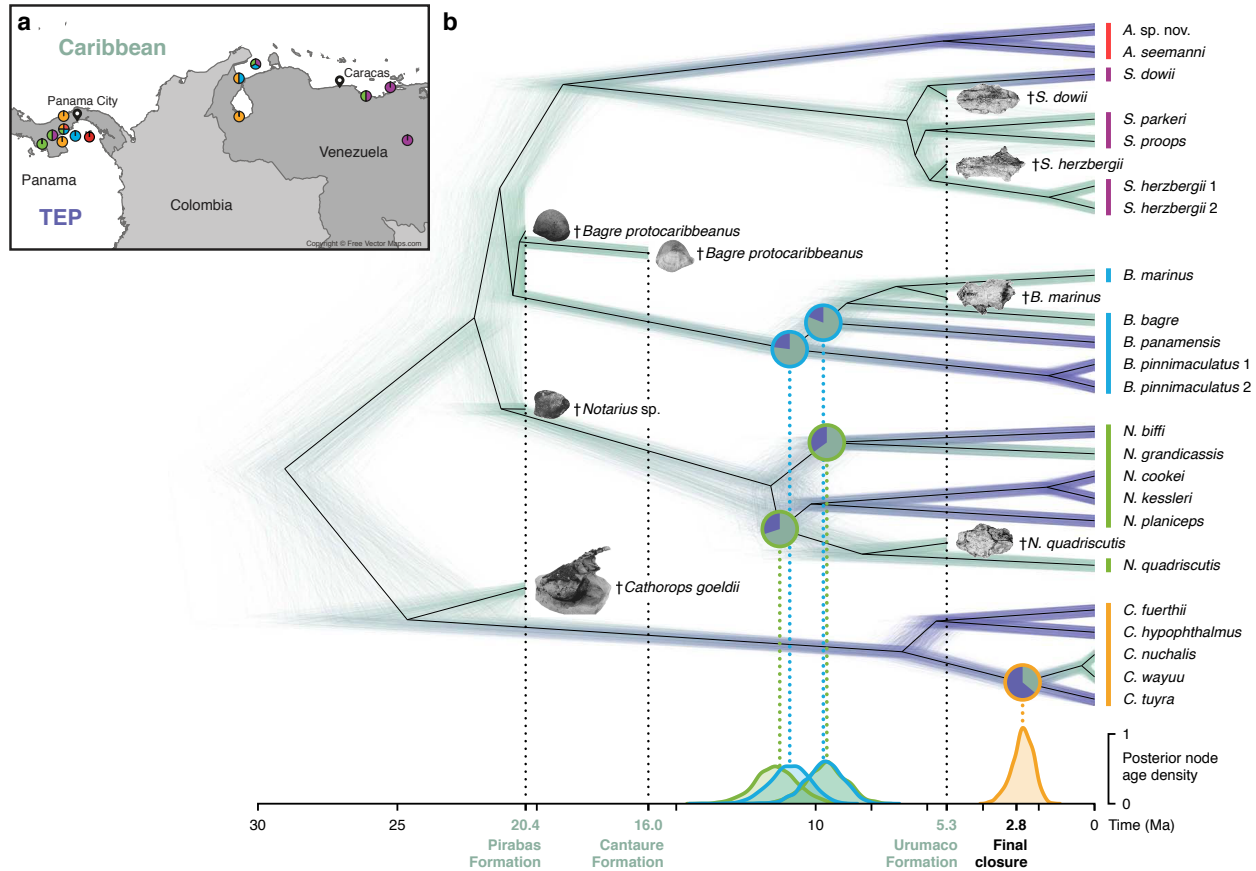 a
Caribbean
Caracas
Panama City
Venezuela
Panama
Colombia
TEP
Copyright © Free Vector Maps.com
b
A. sp. nov.
A. seemanni
S. dowii
†S. dowii
S. parkeri
S. proops
†S. herzbergii
S. herzbergii 1
S. herzbergii 2
†Bagre protocaribbeanus
†Bagre protocaribbeanus
B. marinus
†B. marinus
B. bagre
B. panamensis
B. pinnimaculatus 1
B. pinnimaculatus 2
†Notarius sp.
N. biffi
N. grandicassis
N. cookei
N. kessleri
N. planiceps
†N. quadriscutis
N. quadriscutis
†Cathorops goeldii
C. fuerthii
C. hypophthalmus
C. nuchalis
C. wayuu
C. tuyra
1
Posterior node
age density
0
30
25
20.4
16.0
10
5.3
2.8
0
Time (Ma)
Pirabas
Formation
Cantaure
Formation
Urumaco
Formation
Final
closure